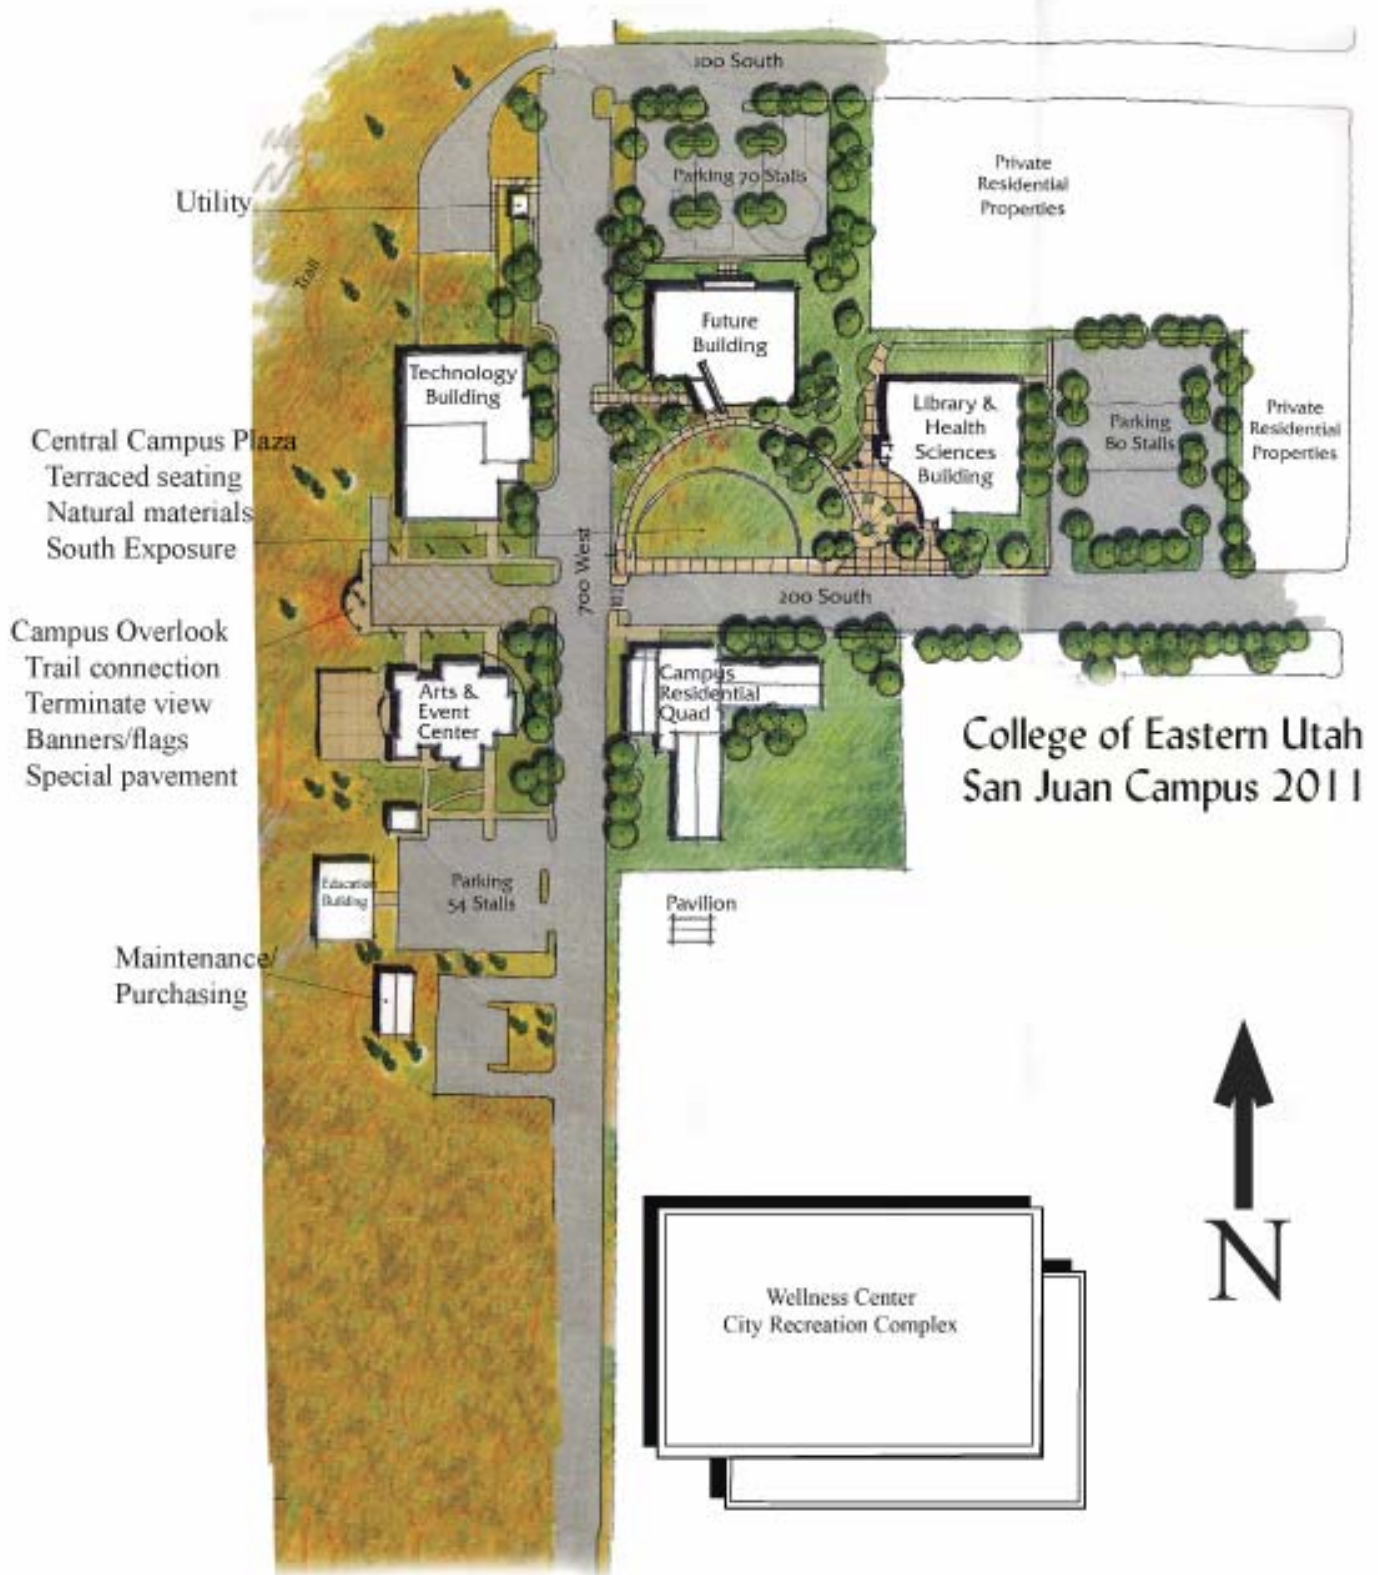 100 South
Parking 70 Stalls
Private
Residential
Properties
Utility
Trail
Future
Building
Technology
Building
Library &
Health
Sciences
Building
Parking
80 Stalls
Private
Residential
Properties
Central Campus Plaza
Terraced seating
Natural materials
South Exposure
700 West
200 South
Campus Overlook
Trail connection
Terminate view
Banners/flags
Special pavement
Arts &
Event
Center
Campus
Residential
Quad
College of Eastern Utah
San Juan Campus 2011
Education
Building
Parking
54 Stalls
Pavilion
Maintenance/
Purchasing
N
Wellness Center
City Recreation Complex